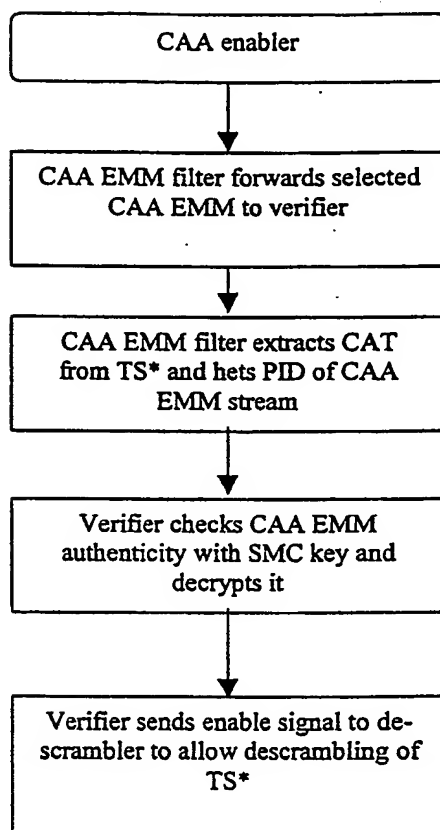 CAA enabler
CAA EMM filter forwards selected
CAA EMM to verifier
CAA EMM filter extracts CAT
from TS* and hets PID of CAA
EMM stream
Verifier checks CAA EMM
authenticity with SMC key and
decrypts it
Verifier sends enable signal to de-
scrambler to allow descrambling of
TS*